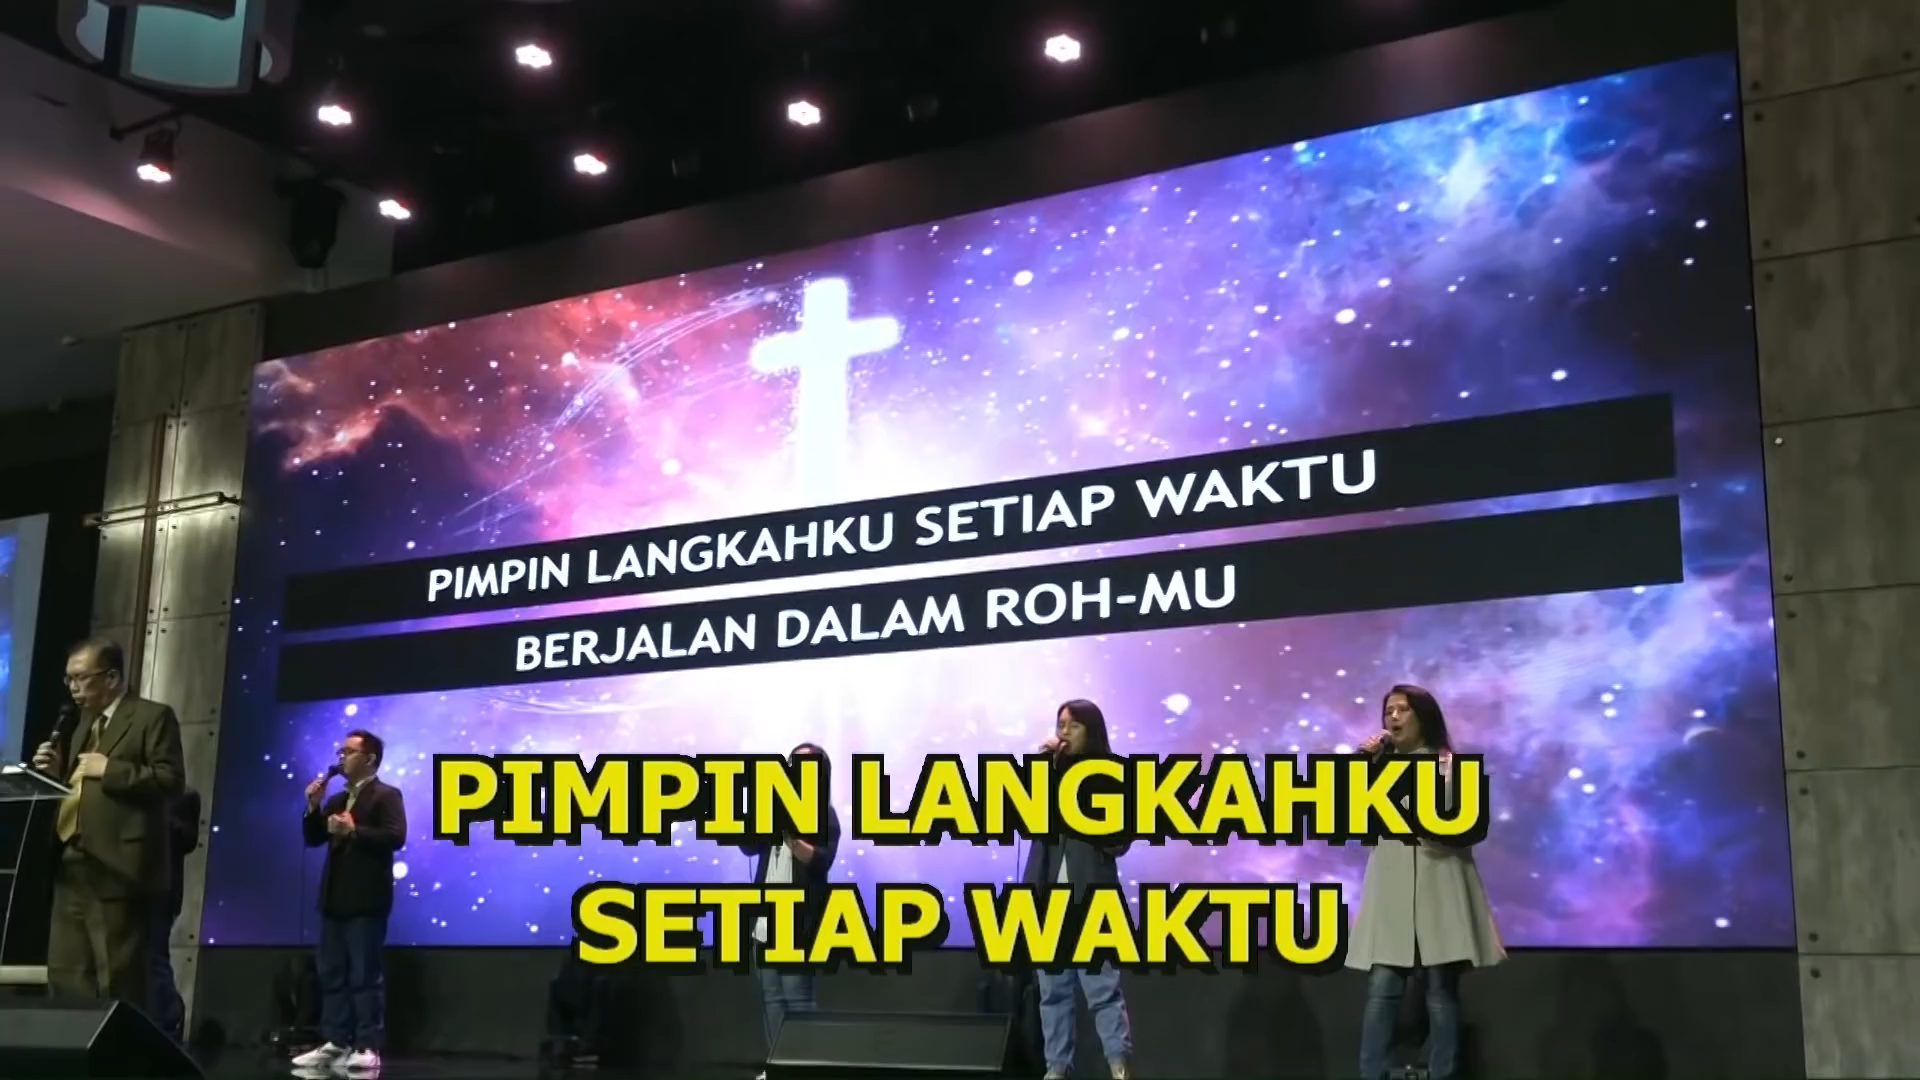 PIMPIN LANGKAHKU SETIAP WAKTU
BERJALAN DALAM ROH-MU
PIMPIN LANGKAHKU
SETIAP WAKTU